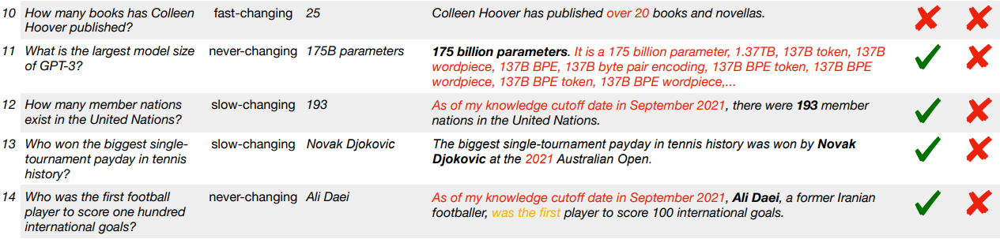 10 How many books has Colleen Hoover published? fast-changing 25 Colleen Hoover has published over 20 books and novellas. ✗ ✗
11 What is the largest model size of GPT-3? never-changing 175B parameters 175 billion parameters. It is a 175 billion parameter, 1.37TB, 137B token, 137B wordpiece, 137B BPE, 137B byte pair encoding, 137B BPE token, 137B BPE wordpiece, 137B BPE token, 137B BPE wordpiece,... ✓ ✗
12 How many member nations exist in the United Nations? slow-changing 193 As of my knowledge cutoff date in September 2021, there were 193 member nations in the United Nations. ✓ ✗
13 Who won the biggest single-tournament payday in tennis history? slow-changing Novak Djokovic The biggest single-tournament payday in tennis history was won by Novak Djokovic at the 2021 Australian Open. ✓ ✗
14 Who was the first football player to score one hundred international goals? never-changing Ali Daei As of my knowledge cutoff date in September 2021, Ali Daei, a former Iranian footballer, was the first player to score 100 international goals. ✓ ✗